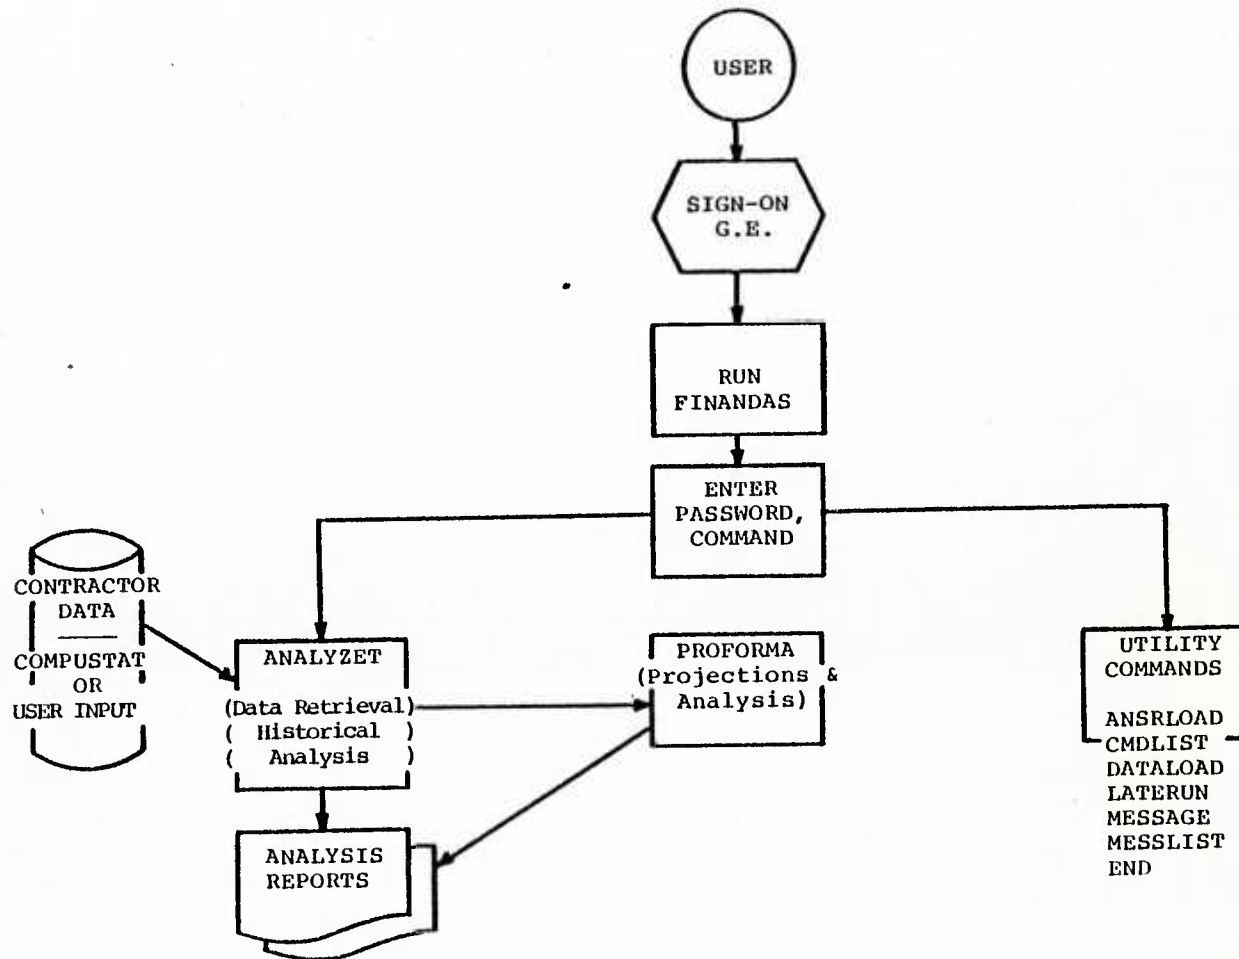 USER
SIGN-ON
G.E.
RUN
FINANDAS
ENTER
PASSWORD,
COMMAND
CONTRACTOR
DATA
COMPUSTAT
OR
USER INPUT
ANALYZET
(Data Retrieval)
( Historical )
( Analysis )
PROFORMA
(Projections &
Analysis)
UTILITY
COMMANDS
ANSRLOAD
CMDLIST
DATALOAD
LATERUN
MESSAGE
MESSLIST
END
ANALYSIS
REPORTS